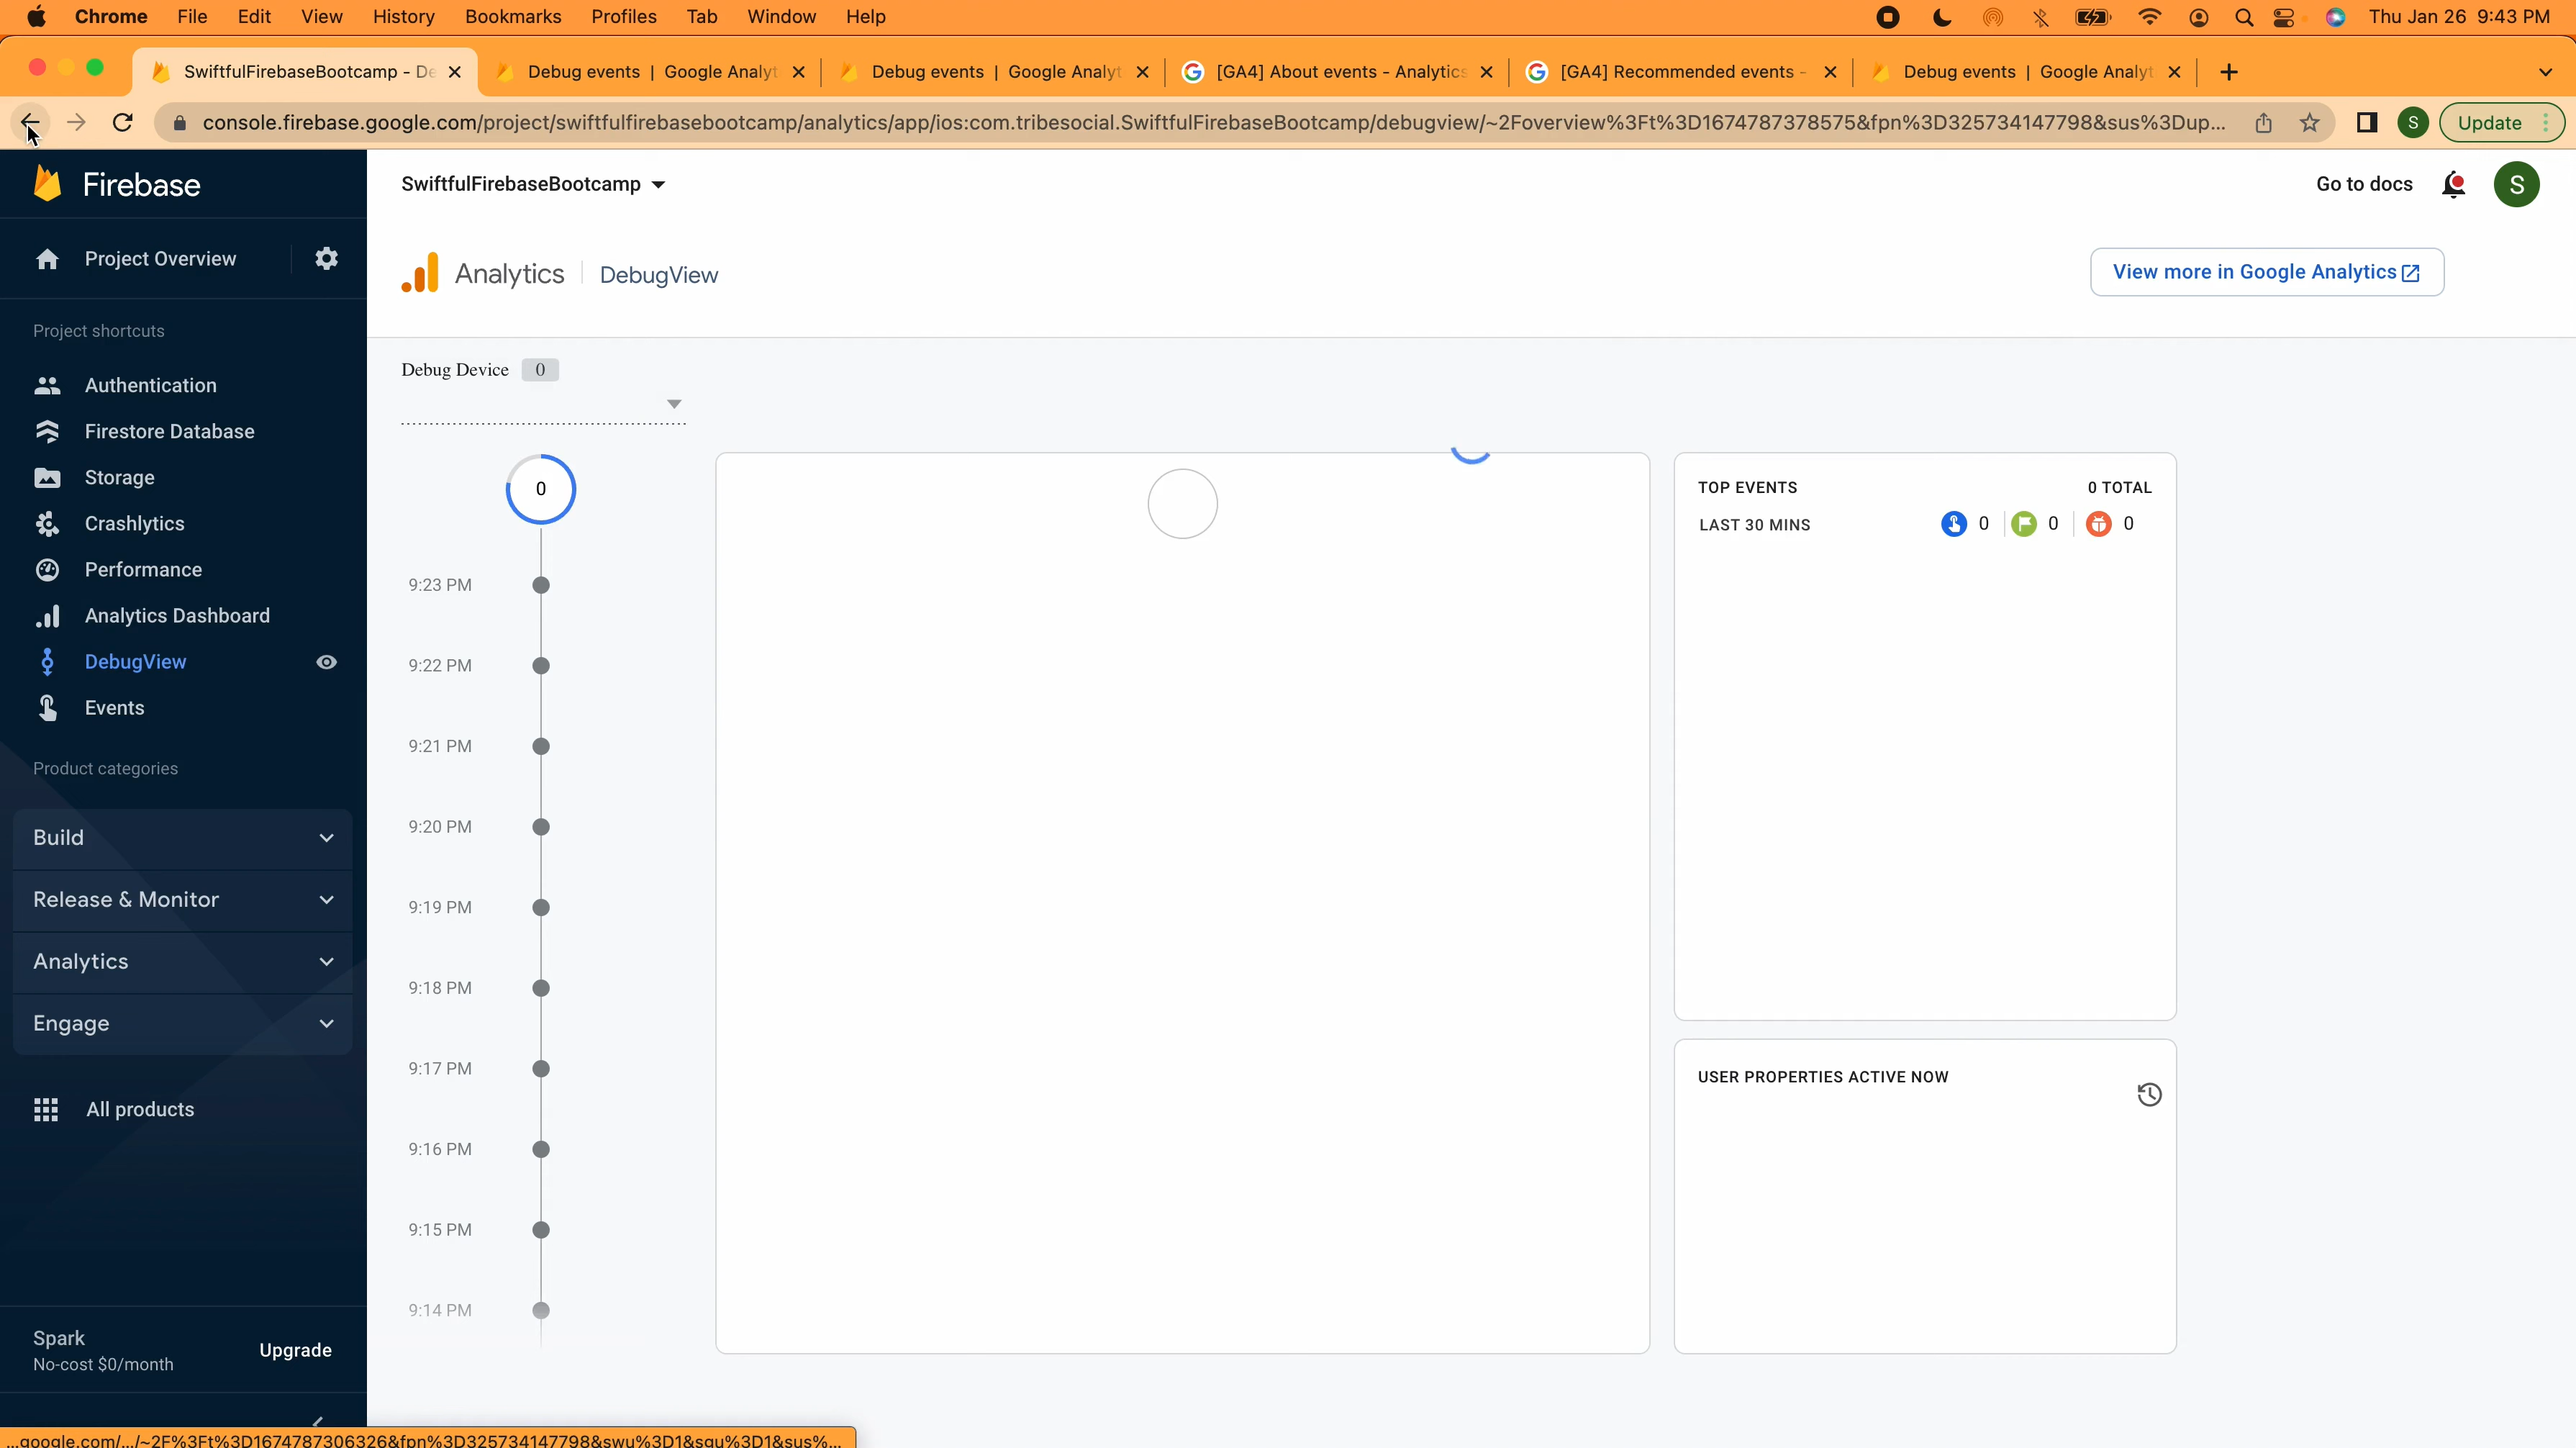 Chrome File Edit View History Bookmarks Profiles Tab Window Help Thu Jan 26 9:43 PM
SwiftfulFirebaseBootcamp - De Debug events | Google Analyt Debug events | Google Analyt [GA4] About events - Analytics [GA4] Recommended events - Debug events | Google Analyt
console.firebase.google.com/project/swiftfulfirebasebootcamp/analytics/app/ios:com.tribesocial.SwiftfulFirebaseBootcamp/debugview/~2Foverview%3Ft%3D1674787378575&fpn%3D325734147798&sus%3Dup... S Update
Firebase
SwiftfulFirebaseBootcamp
Go to docs
S
Project Overview
Analytics DebugView
View more in Google Analytics
Project shortcuts
Authentication
Firestore Database
Storage
Crashlytics
Performance
Analytics Dashboard
DebugView
Events
Product categories
Build
Release & Monitor
Analytics
Engage
All products
Spark
No-cost $0/month
Upgrade
Debug Device 0
0
9:23 PM
9:22 PM
9:21 PM
9:20 PM
9:19 PM
9:18 PM
9:17 PM
9:16 PM
9:15 PM
9:14 PM
TOP EVENTS 0 TOTAL
LAST 30 MINS 0 0 0
USER PROPERTIES ACTIVE NOW
...google.com/.../~2F%3Ft%3D1674787306326&fpn%3D325734147798&swu%3D1&sgu%3D1&sus%...